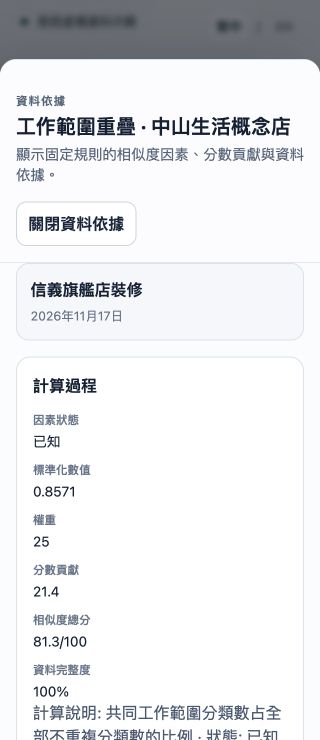 資料依據
工作範圍重疊 · 中山生活概念店
顯示固定規則的相似度因素、分數貢獻與資料
依據。
關閉資料依據
信義旗艦店裝修
2026年11月17日
計算過程
因素狀態
已知
標準化數值
0.8571
權重
25
分數貢獻
21.4
相似度總分
81.3/100
資料完整度
100%
計算說明: 共同工作範圍分類數占全
部不重複分類數的比例 · 狀態: 已知